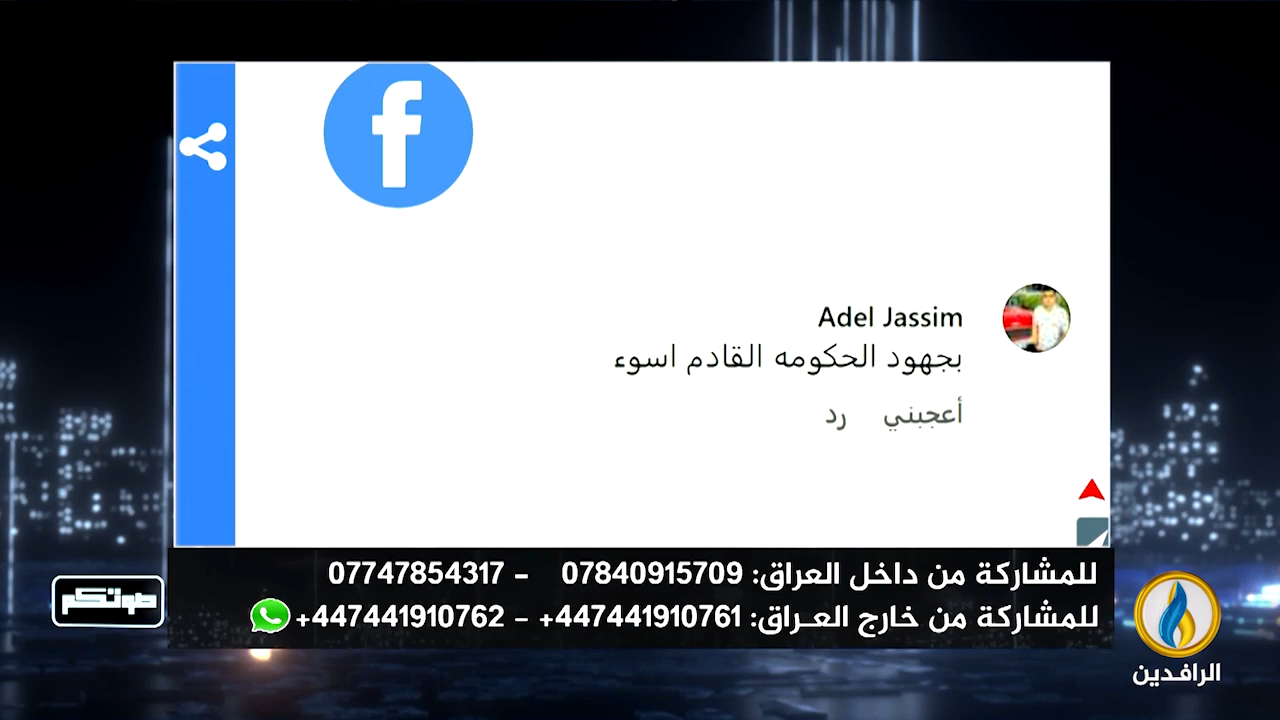 Adel Jassim
بجهود الحكومه القادم اسوء
أعجبني رد
للمشاركة من داخل العراق: 07840915709 - 07747854317
للمشاركة من خارج العـراق: 447441910761+ - 447441910762+
صوتكم
الرافدين